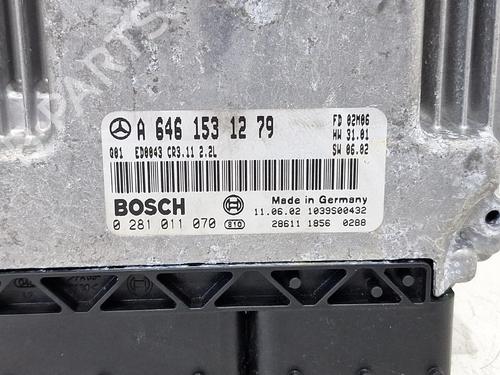 PARTS
A 646 153 12 79
FD 02M06
HW 31.01
Q01 ED0043 CR3.11 2.2L
SW 06.02
BOSCH
Made in Germany
0 281 011 070
11.06.02 1039S00432
28611 1856 0288